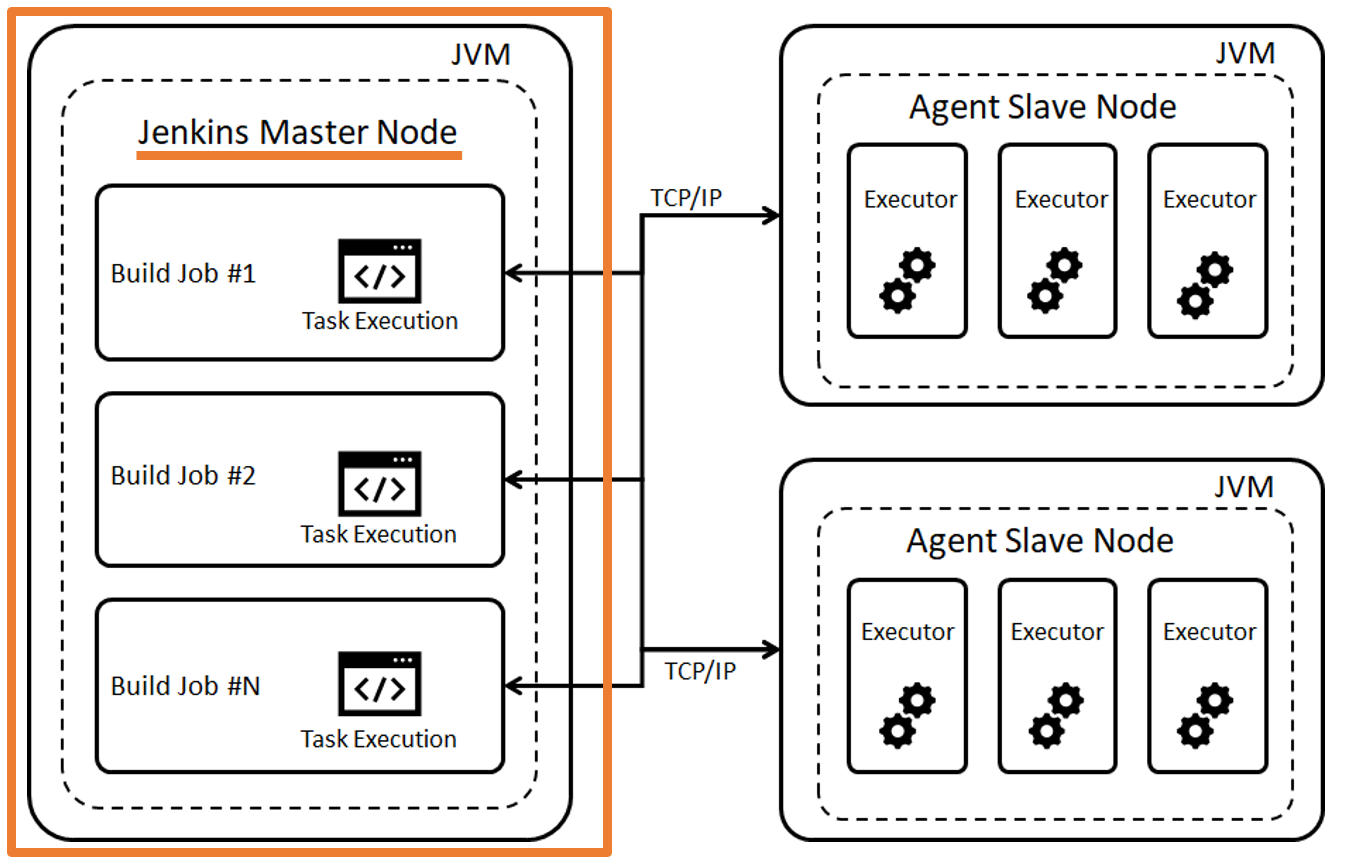 JVM
Jenkins Master Node
Build Job #1
</>
Task Execution
Build Job #2
</>
Task Execution
Build Job #N
</>
Task Execution
TCP/IP
TCP/IP
JVM
Agent Slave Node
Executor
Executor
Executor
JVM
Agent Slave Node
Executor
Executor
Executor